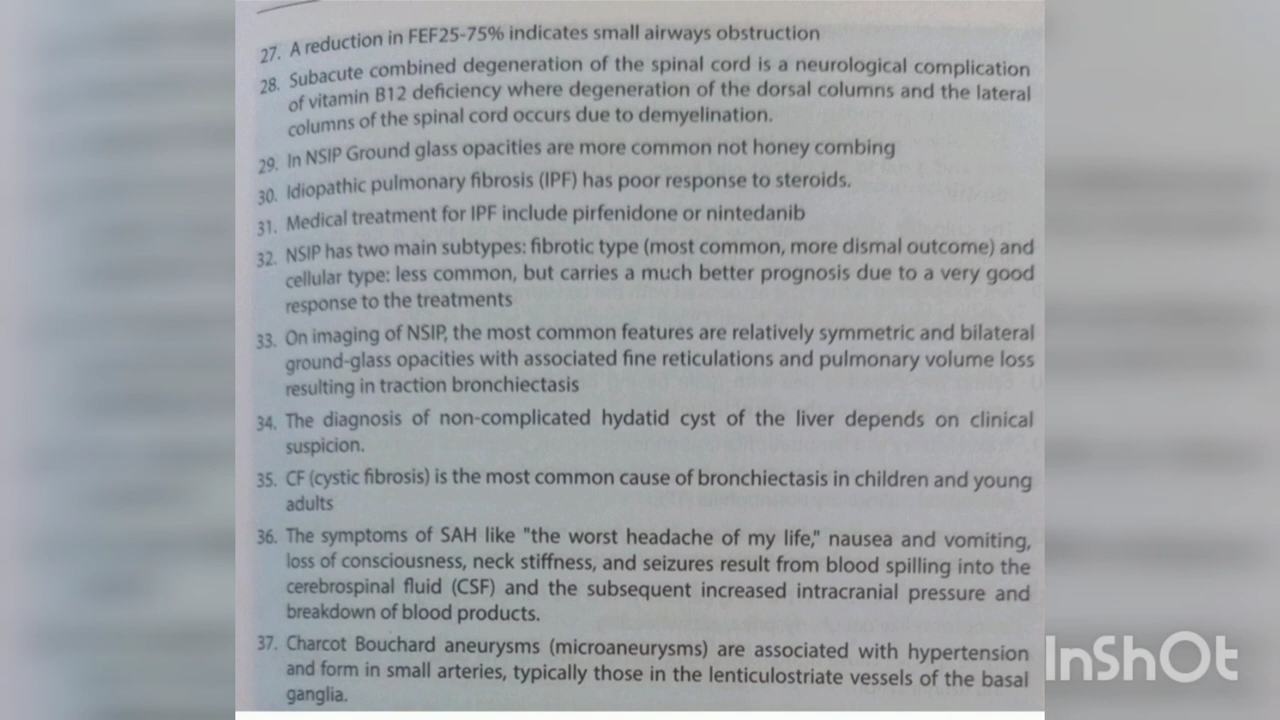 27. A reduction in FEF25-75% indicates small airways obstruction
28. Subacute combined degeneration of the spinal cord is a neurological complication
of vitamin B12 deficiency where degeneration of the dorsal columns and the lateral
columns of the spinal cord occurs due to demyelination.
29. In NSIP Ground glass opacities are more common not honey combing
30. Idiopathic pulmonary fibrosis (IPF) has poor response to steroids.
31. Medical treatment for IPF include pirfenidone or nintedanib
32. NSIP has two main subtypes: fibrotic type (most common, more dismal outcome) and
cellular type: less common, but carries a much better prognosis due to a very good
response to the treatments
33. On imaging of NSIP, the most common features are relatively symmetric and bilateral
ground-glass opacities with associated fine reticulations and pulmonary volume loss
resulting in traction bronchiectasis
34. The diagnosis of non-complicated hydatid cyst of the liver depends on clinical
suspicion.
35. CF (cystic fibrosis) is the most common cause of bronchiectasis in children and young
adults
36. The symptoms of SAH like "the worst headache of my life," nausea and vomiting,
loss of consciousness, neck stiffness, and seizures result from blood spilling into the
cerebrospinal fluid (CSF) and the subsequent increased intracranial pressure and
breakdown of blood products.
37. Charcot Bouchard aneurysms (microaneurysms) are associated with hypertension
and form in small arteries, typically those in the lenticulostriate vessels of the basal
ganglia.
InShOt